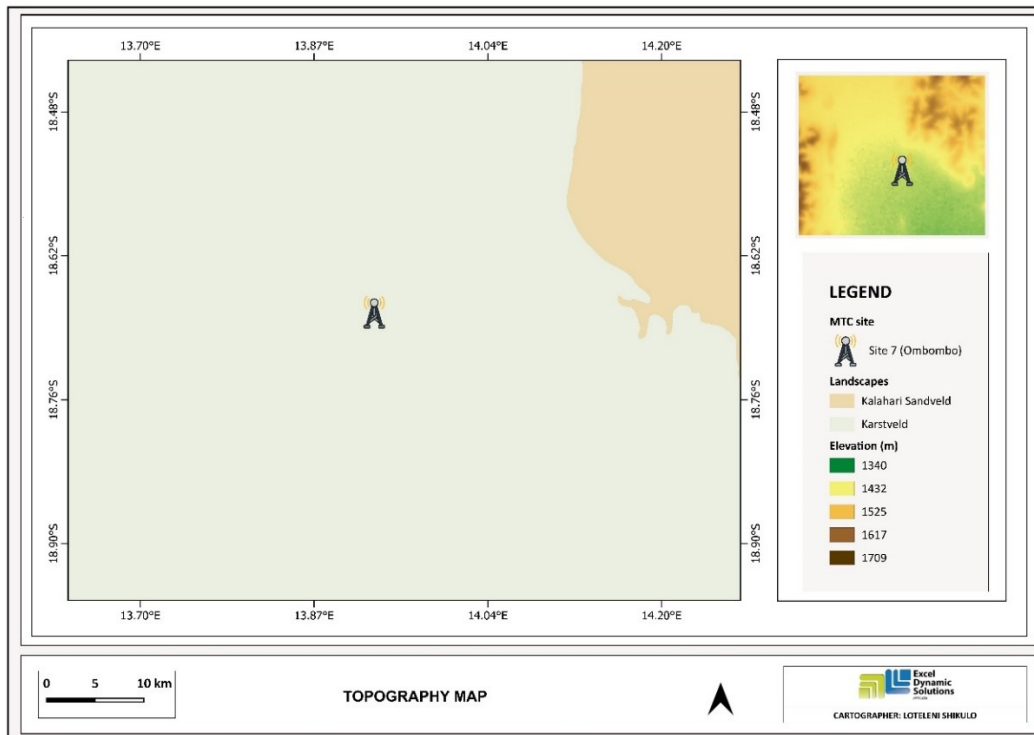 13.70°E 13.87°E 14.04°E 14.20°E
18.48°S 18.48°S
18.62°S 18.62°S
18.76°S 18.76°S
18.90°S 18.90°S
13.70°E 13.87°E 14.04°E 14.20°E
LEGEND
MTC site
Site 7 (Ombombo)
Landscapes
Kalahari Sandveld
Karstveld
Elevation (m)
1340
1432
1525
1617
1709
0 5 10 km
TOPOGRAPHY MAP
Excel
Dynamic
Solutions
CARTOGRAPHER: LOTELENI SHIKULO